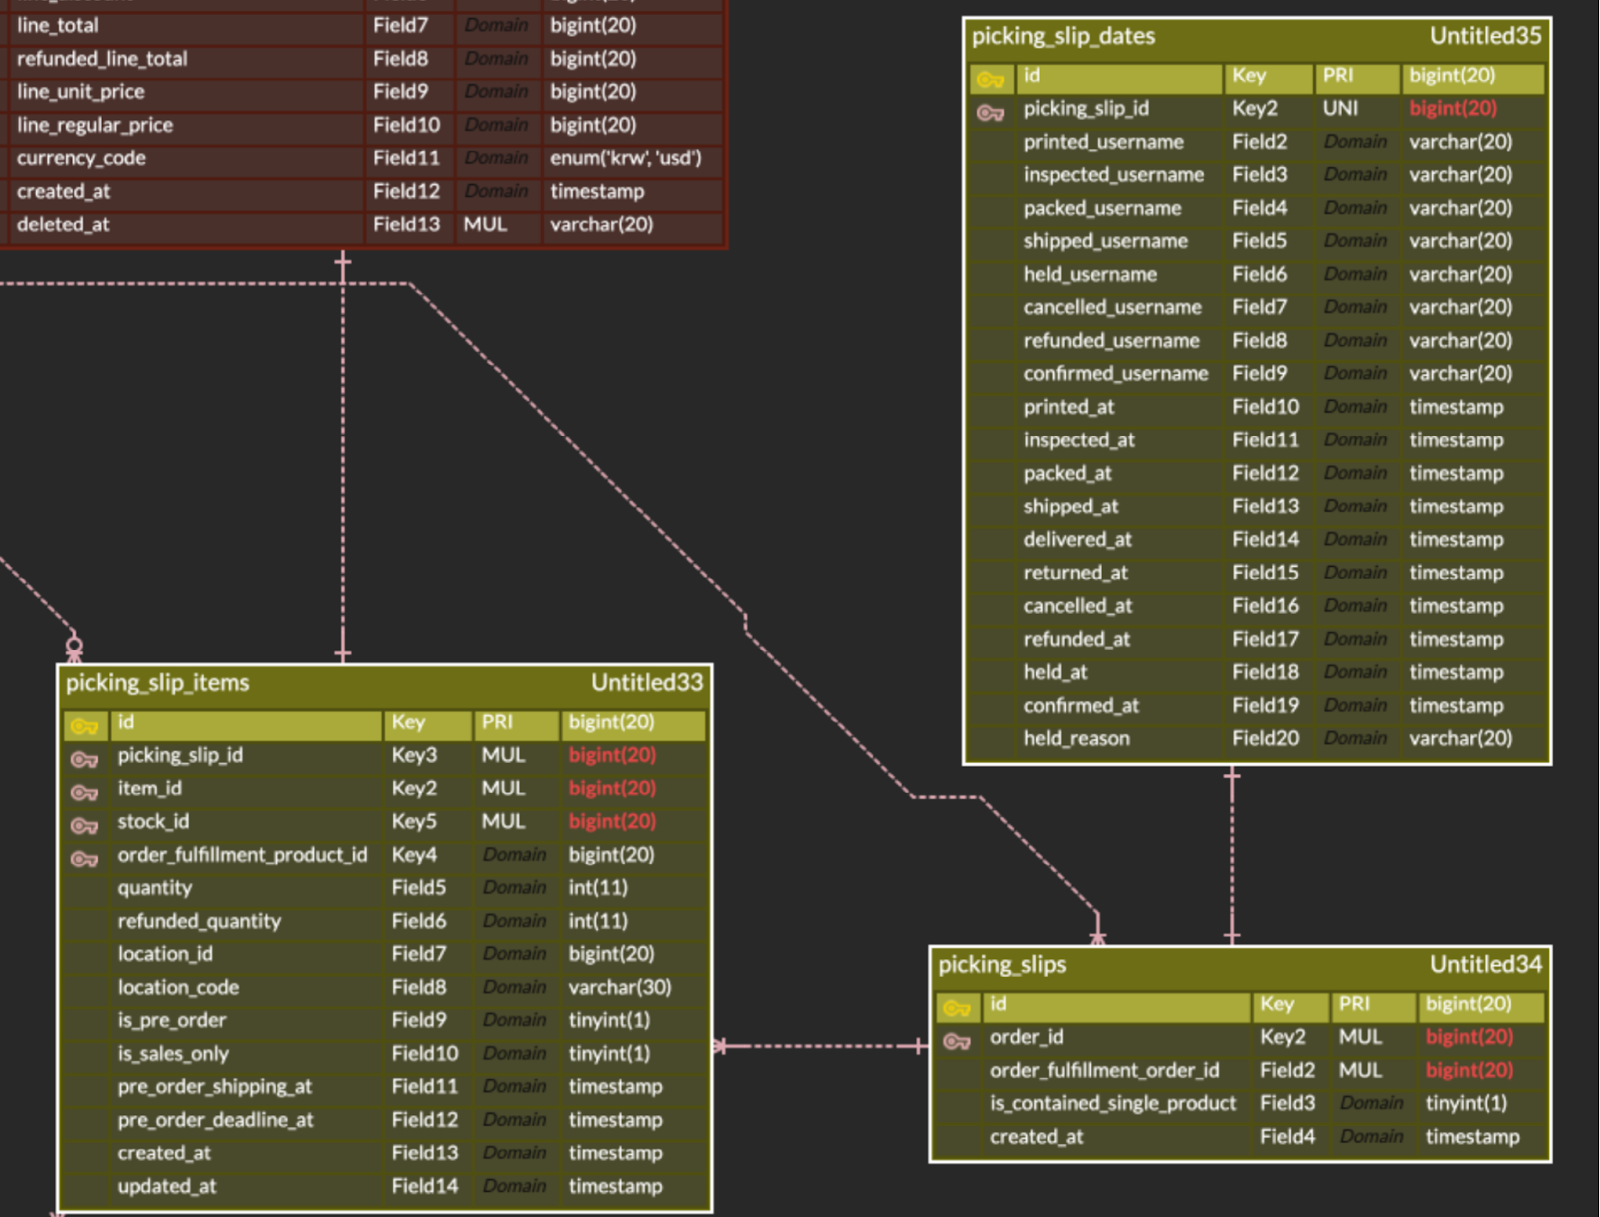 line_total Field7 Domain bigint(20)
refunded_line_total Field8 Domain bigint(20)
line_unit_price Field9 Domain bigint(20)
line_regular_price Field10 Domain bigint(20)
currency_code Field11 Domain enum('krw', 'usd')
created_at Field12 Domain timestamp
deleted_at Field13 MUL varchar(20)
picking_slip_dates Untitled35
id Key PRI bigint(20)
picking_slip_id Key2 UNI bigint(20)
printed_username Field2 Domain varchar(20)
inspected_username Field3 Domain varchar(20)
packed_username Field4 Domain varchar(20)
shipped_username Field5 Domain varchar(20)
held_username Field6 Domain varchar(20)
cancelled_username Field7 Domain varchar(20)
refunded_username Field8 Domain varchar(20)
confirmed_username Field9 Domain varchar(20)
printed_at Field10 Domain timestamp
inspected_at Field11 Domain timestamp
packed_at Field12 Domain timestamp
shipped_at Field13 Domain timestamp
delivered_at Field14 Domain timestamp
returned_at Field15 Domain timestamp
cancelled_at Field16 Domain timestamp
refunded_at Field17 Domain timestamp
held_at Field18 Domain timestamp
confirmed_at Field19 Domain timestamp
held_reason Field20 Domain varchar(20)
picking_slip_items Untitled33
id Key PRI bigint(20)
picking_slip_id Key3 MUL bigint(20)
item_id Key2 MUL bigint(20)
stock_id Key5 MUL bigint(20)
order_fulfillment_product_id Key4 Domain bigint(20)
quantity Field5 Domain int(11)
refunded_quantity Field6 Domain int(11)
location_id Field7 Domain bigint(20)
location_code Field8 Domain varchar(30)
is_pre_order Field9 Domain tinyint(1)
is_sales_only Field10 Domain tinyint(1)
pre_order_shipping_at Field11 Domain timestamp
pre_order_deadline_at Field12 Domain timestamp
created_at Field13 Domain timestamp
updated_at Field14 Domain timestamp
picking_slips Untitled34
id Key PRI bigint(20)
order_id Key2 MUL bigint(20)
order_fulfillment_order_id Field2 MUL bigint(20)
is_contained_single_product Field3 Domain tinyint(1)
created_at Field4 Domain timestamp